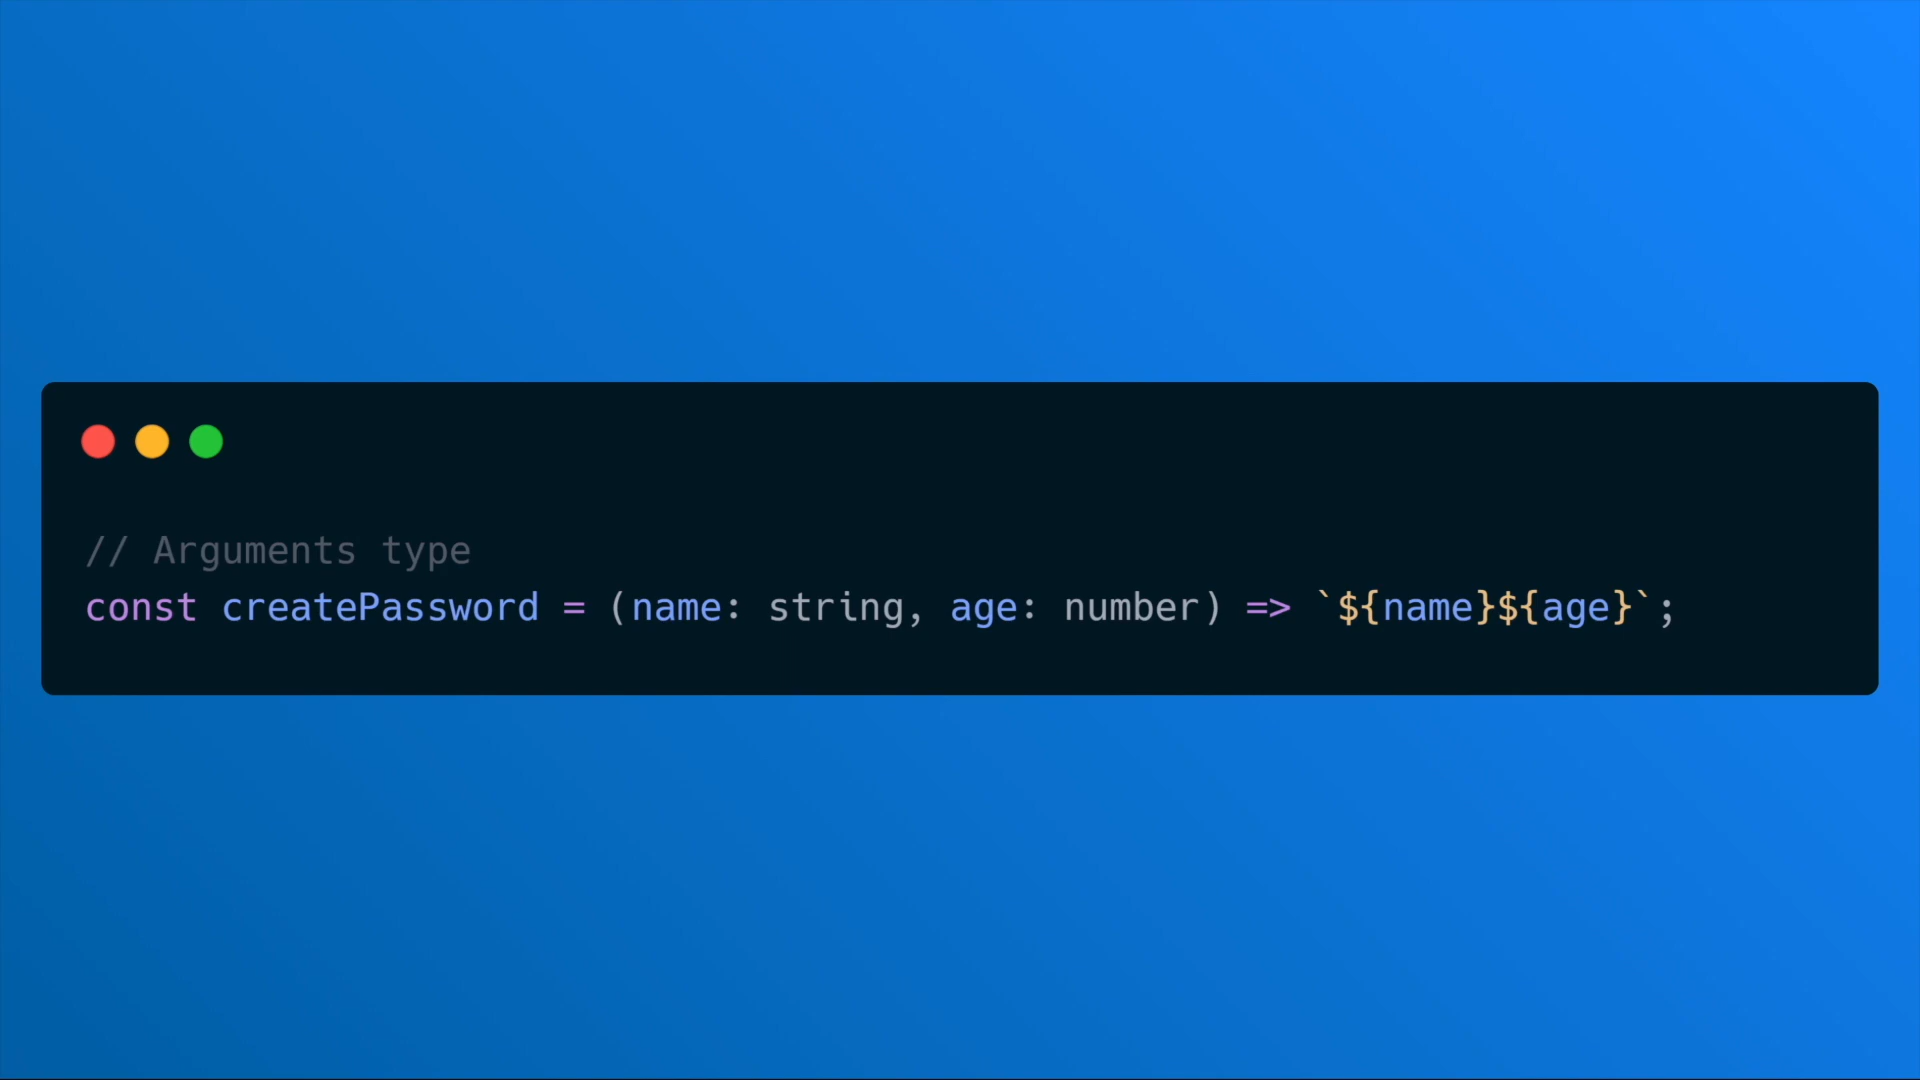 // Arguments type
const createPassword = (name: string, age: number) => `${name}${age}`;